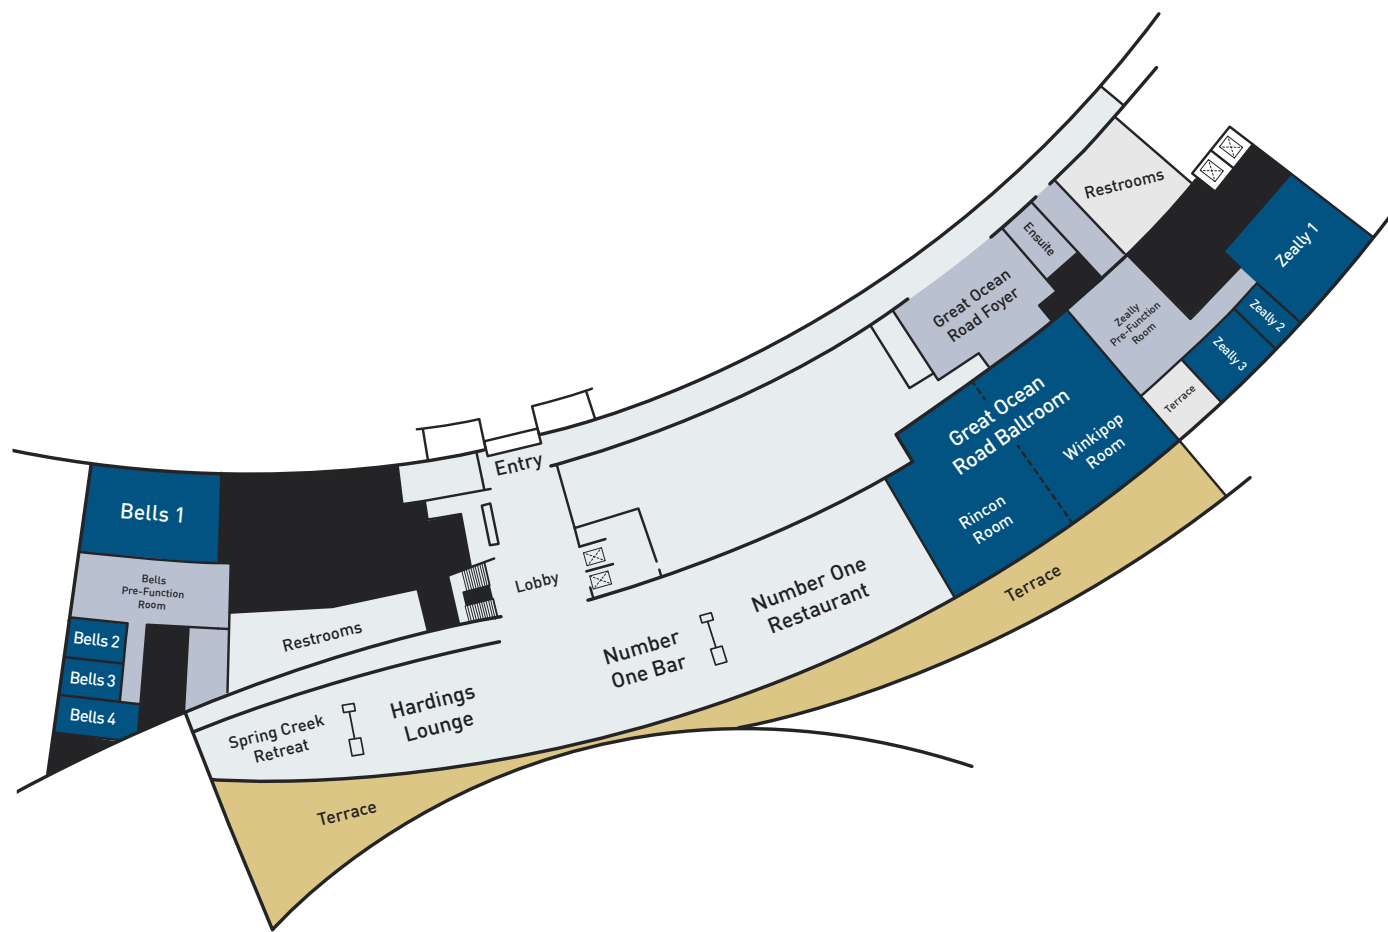 Restrooms
Zeally 1
Ensuite
Great Ocean
Road Foyer
Zeally
Pre-Function
Room
Zeally 2
Zeally 3
Terrace
Great Ocean
Road Ballroom
Winkipop
Room
Rincon
Room
Terrace
Entry
Lobby
Bells 1
Bells
Pre-Function
Room
Bells 2
Bells 3
Bells 4
Restrooms
Number One
Restaurant
Number
One Bar
Hardings
Lounge
Spring Creek
Retreat
Terrace